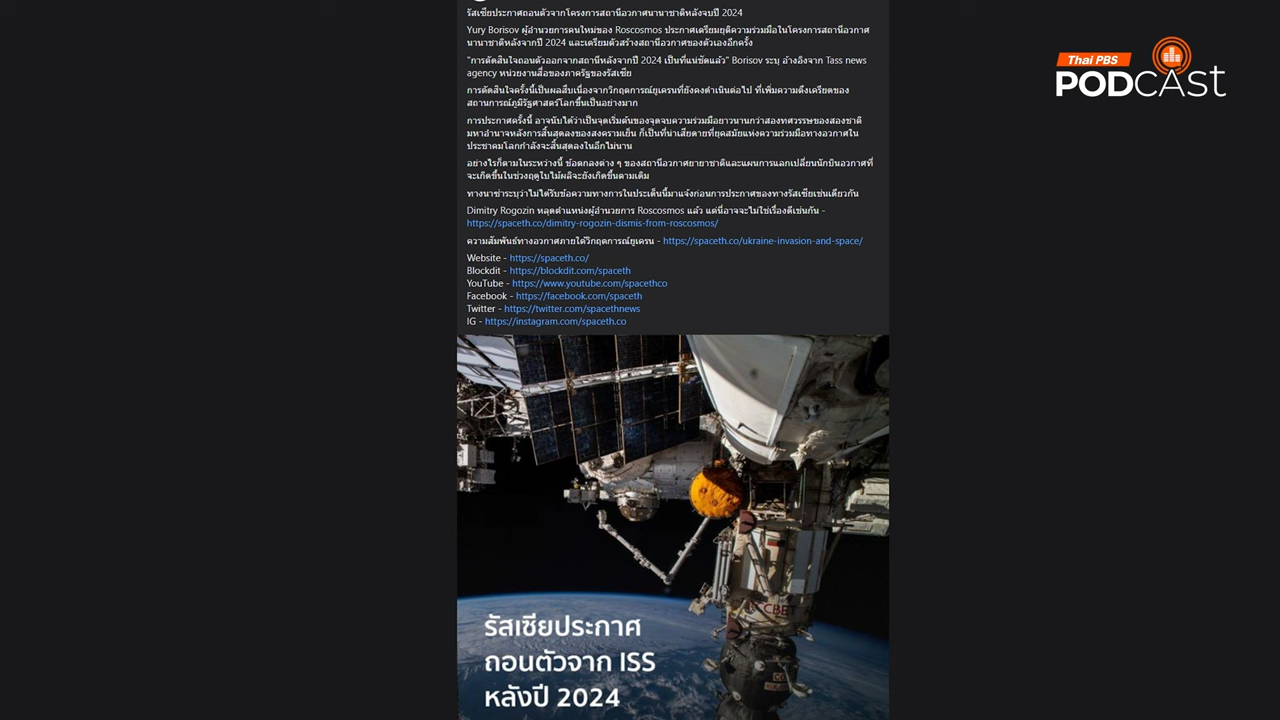 รัสเซียประกาศถอนตัวจากโครงการสถานีอวกาศนานาชาติหลังจบปี 2024
Yury Borisov ผู้อำนวยการคนใหม่ของ Roscosmos ประกาศเตรียมยุติความร่วมมือในโครงการสถานีอวกาศ
นานาชาติหลังจากปี 2024 และเตรียมตัวสร้างสถานีอวกาศของตัวเองอีกครั้ง
"การตัดสินใจถอนตัวออกจากสถานีหลังจากปี 2024 เป็นที่แน่ชัดแล้ว" Borisov ระบุ อ้างอิงจาก Tass news
agency หน่วยงานสื่อของภาครัฐของรัสเซีย
การตัดสินใจครั้งนี้เป็นผลสืบเนื่องจากวิกฤตการณ์ยูเครนที่ยังคงดำเนินต่อไป ที่เพิ่มความตึงเครียดของ
สถานการณ์ภูมิรัฐศาสตร์โลกขึ้นเป็นอย่างมาก
การประกาศครั้งนี้ อาจนับได้ว่าเป็นจุดเริ่มต้นของจุดจบความร่วมมือยาวนานกว่าสองทศวรรษของสองชาติ
มหาอำนาจหลังการสิ้นสุดลงของสงครามเย็น ก็เป็นที่น่าเสียดายที่ยุคสมัยแห่งความร่วมมือทางอวกาศใน
ประชาคมโลกกำลังจะสิ้นสุดลงในอีกไม่นาน
อย่างไรก็ตามในระหว่างนี้ ข้อตกลงต่าง ๆ ของสถานีอวกาศยายาชาติและแผนการแลกเปลี่ยนนักบินอวกาศที่
จะเกิดขึ้นในช่วงฤดูใบไม้ผลิจะยังเกิดขึ้นตามเดิม
ทางนาซ่าระบุว่าไม่ได้รับข้อความทางการในประเด็นนี้มาแจ้งก่อนการประกาศของทางรัสเซียเช่นเดียวกัน
Dimitry Rogozin หลุดตำแหน่งผู้อำนวยการ Roscosmos แล้ว แต่นี่อาจจะไม่ใช่เรื่องดีเช่นกัน -
https://spaceth.co/dimitry-rogozin-dismis-from-roscosmos/
ความสัมพันธ์ทางอวกาศภายใต้วิกฤตการณ์ยูเครน - https://spaceth.co/ukraine-invasion-and-space/
Website - https://spaceth.co/
Blockdit - https://blockdit.com/spaceth
YouTube - https://www.youtube.com/spacethco
Facebook - https://facebook.com/spaceth
Twitter - https://twitter.com/spacethnews
IG - https://instagram.com/spaceth.co
Thai PBS
PODCAST
รัสเซียประกาศ
ถอนตัวจาก ISS
หลังปี 2024